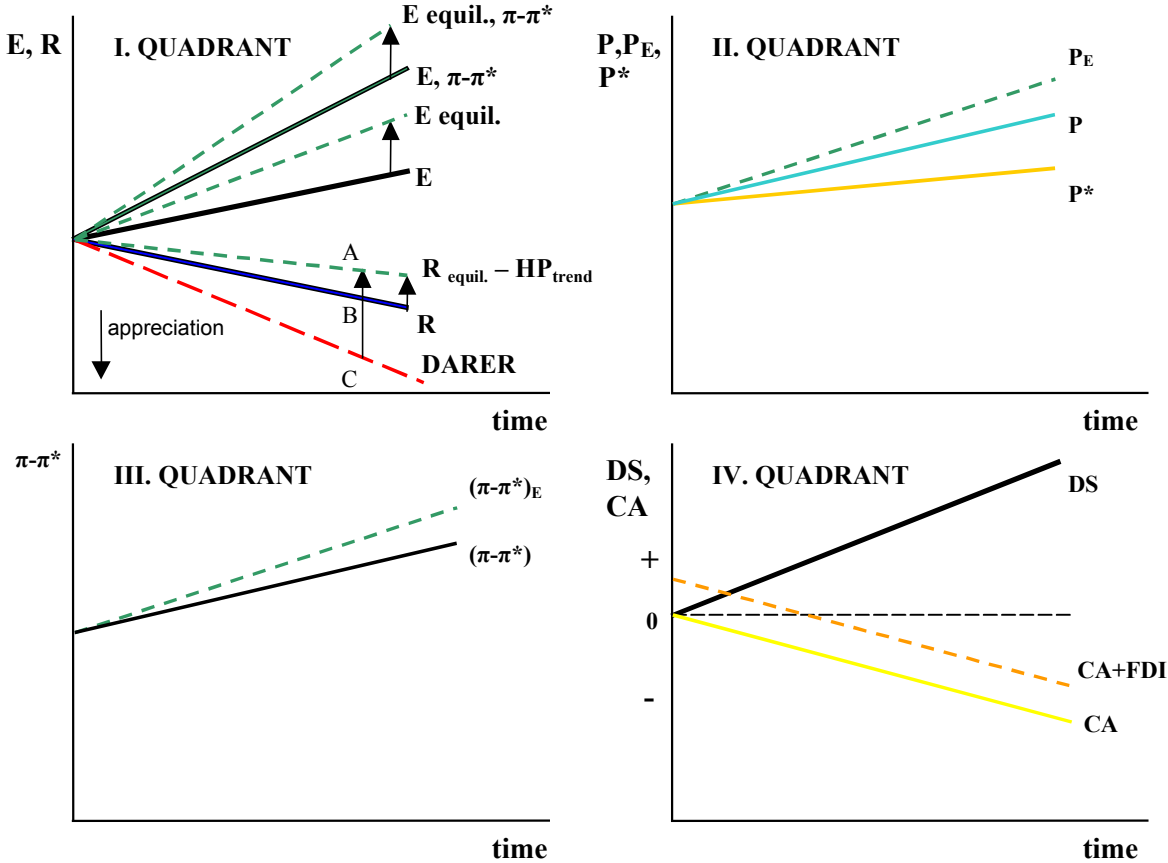 E, R
I. QUADRANT
E equil., π-π*
E, π-π*
E equil.
E
A
R equil. – HPtrend
B
R
appreciation
C
DARER
time
P,PE,
P*
II. QUADRANT
PE
P
P*
time
π-π*
III. QUADRANT
(π-π*)E
(π-π*)
time
DS,
CA
IV. QUADRANT
DS
+
0
-
CA+FDI
CA
time